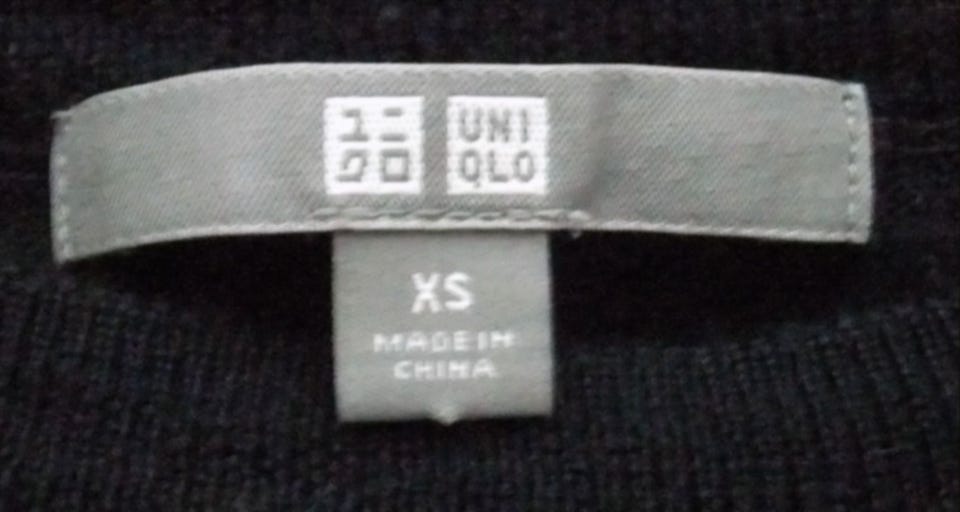 ユニ
クロ
UNI
QLO
XS
MADE IN
CHINA